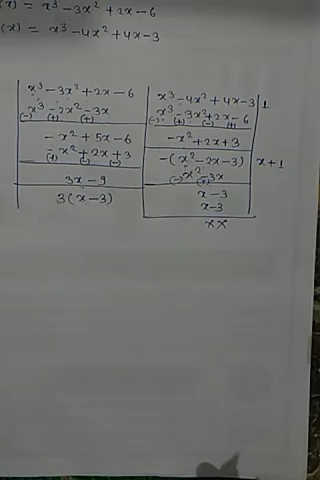 (x) = x³ - 3x² + 2x - 6
(x) = x³ - 4x² + 4x - 3
x³ - 3x² + 2x - 6
x³ - 2x² - 3x
(-) (+) (+)
- x² + 5x - 6
- x² + 2x + 3
(+) (-) (-)
3x - 9
3(x - 3)
x³ - 4x² + 4x - 3 | 1
x³ - 3x² + 2x - 6
(-) (+) (-) (+)
-x² + 2x + 3
-(x² - 2x - 3) | x + 1
x² - 3x
(-) (+)
x - 3
x - 3
x x